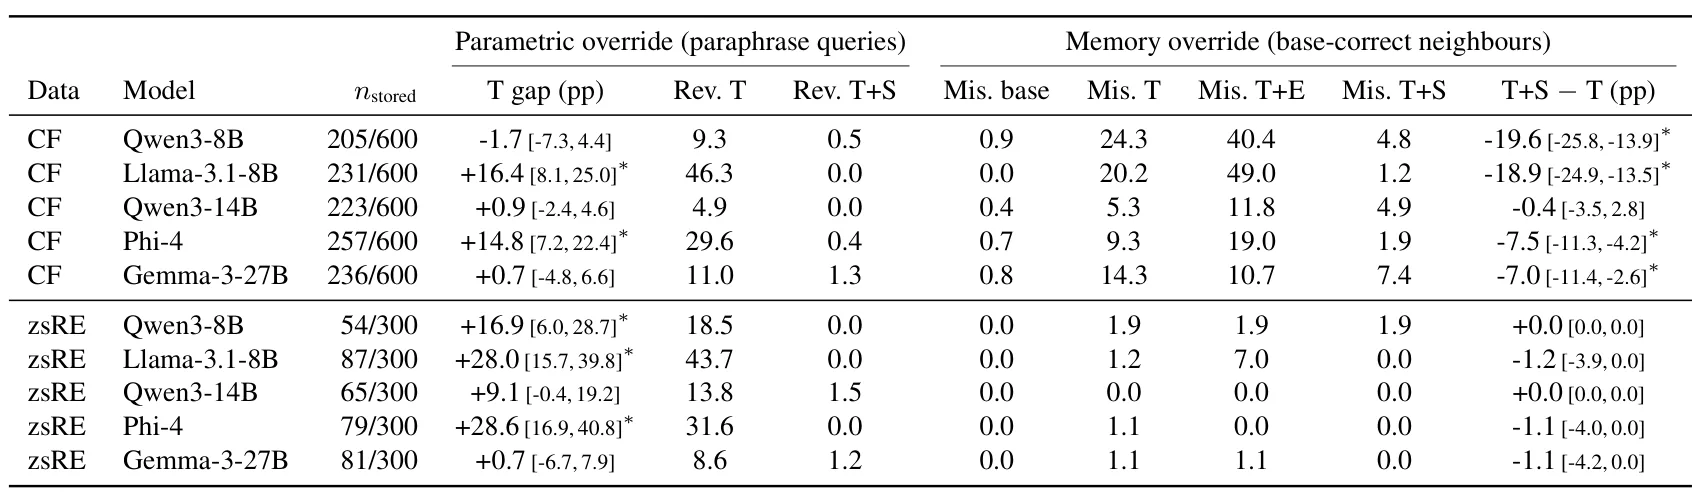 Parametric override (paraphrase queries) Memory override (base-correct neighbours)
Data Model n_stored T gap (pp) Rev. T Rev. T+S Mis. base Mis. T Mis. T+E Mis. T+S T+S − T (pp)
CF Qwen3-8B 205/600 -1.7 [-7.3, 4.4] 9.3 0.5 0.9 24.3 40.4 4.8 -19.6 [-25.8, -13.9]*
CF Llama-3.1-8B 231/600 +16.4 [8.1, 25.0]* 46.3 0.0 0.0 20.2 49.0 1.2 -18.9 [-24.9, -13.5]*
CF Qwen3-14B 223/600 +0.9 [-2.4, 4.6] 4.9 0.0 0.4 5.3 11.8 4.9 -0.4 [-3.5, 2.8]
CF Phi-4 257/600 +14.8 [7.2, 22.4]* 29.6 0.4 0.7 9.3 19.0 1.9 -7.5 [-11.3, -4.2]*
CF Gemma-3-27B 236/600 +0.7 [-4.8, 6.6] 11.0 1.3 0.8 14.3 10.7 7.4 -7.0 [-11.4, -2.6]*
zsRE Qwen3-8B 54/300 +16.9 [6.0, 28.7]* 18.5 0.0 0.0 1.9 1.9 1.9 +0.0 [0.0, 0.0]
zsRE Llama-3.1-8B 87/300 +28.0 [15.7, 39.8]* 43.7 0.0 0.0 1.2 7.0 0.0 -1.2 [-3.9, 0.0]
zsRE Qwen3-14B 65/300 +9.1 [-0.4, 19.2] 13.8 1.5 0.0 0.0 0.0 0.0 +0.0 [0.0, 0.0]
zsRE Phi-4 79/300 +28.6 [16.9, 40.8]* 31.6 0.0 0.0 1.1 0.0 0.0 -1.1 [-4.0, 0.0]
zsRE Gemma-3-27B 81/300 +0.7 [-6.7, 7.9] 8.6 1.2 0.0 1.1 1.1 0.0 -1.1 [-4.2, 0.0]